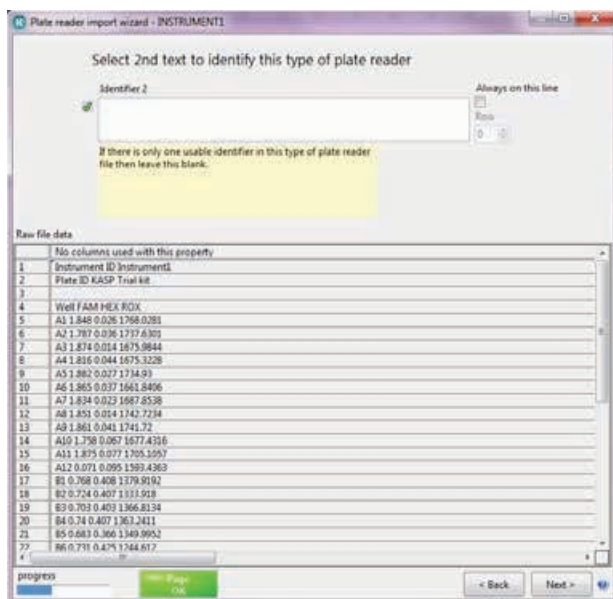 Plate reader import wizard - INSTRUMENT1
Select 2nd text to identify this type of plate reader
Identifier 2
Always on this line
Row
0
If there is only one usable identifier in this type of plate reader
file then leave this blank.
Raw file data
No columns used with this property
1 Instrument ID Instrument1
2 Plate ID KASP Trial kit
3
4 Well FAM HEX ROX
5 A1 1.848 0.026 1768.0281
6 A2 1.787 0.036 1737.6301
7 A3 1.874 0.014 1675.9844
8 A4 1.816 0.044 1675.3228
9 A5 1.882 0.027 1734.93
10 A6 1.865 0.037 1661.8406
11 A7 1.834 0.023 1687.8538
12 A8 1.851 0.014 1742.7234
13 A9 1.861 0.041 1741.72
14 A10 1.758 0.067 1677.4316
15 A11 1.875 0.077 1705.1057
16 A12 0.071 0.095 1593.4363
17 B1 0.768 0.408 1379.9192
18 B2 0.724 0.407 1333.918
19 B3 0.703 0.403 1366.8134
20 B4 0.74 0.407 1363.2411
21 B5 0.683 0.366 1349.9952
22 B6 0.731 0.425 1244.612
progress
Page
OK
< Back
Next >